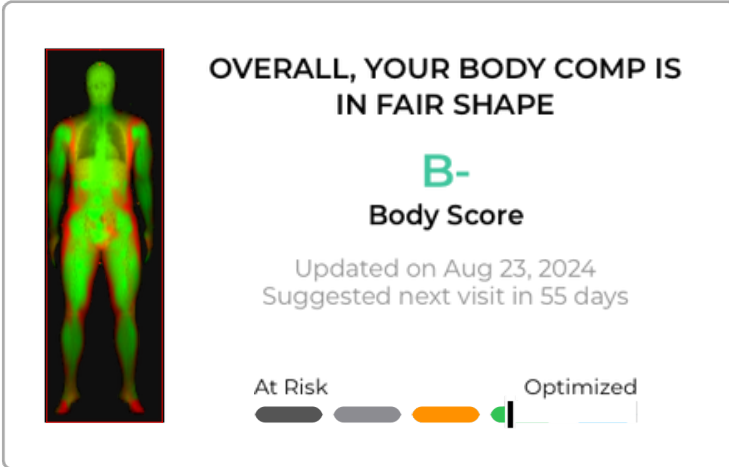 OVERALL, YOUR BODY COMP IS
IN FAIR SHAPE
B-
Body Score
Updated on Aug 23, 2024
Suggested next visit in 55 days
At Risk
Optimized